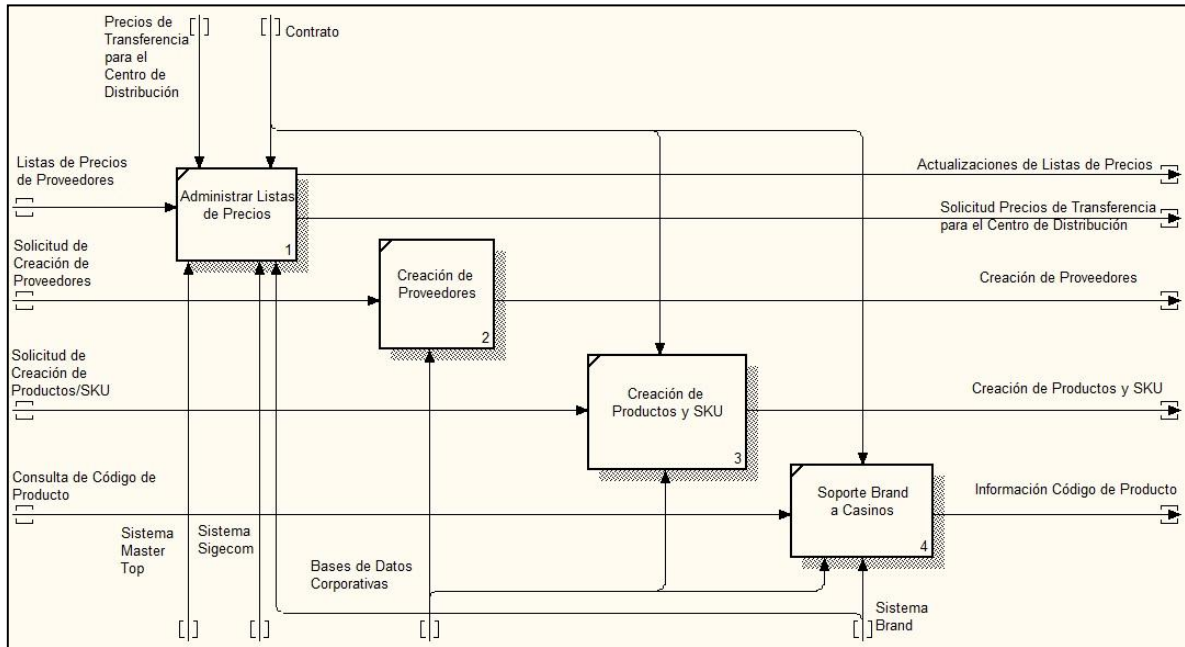 Precios de
Transferencia
para el
Centro de
Distribución
Contrato
Listas de Precios
de Proveedores
Administrar Listas
de Precios
1
Actualizaciones de Listas de Precios
Solicitud Precios de Transferencia
para el Centro de Distribución
Solicitud de
Creación de
Proveedores
Creación de
Proveedores
2
Creación de Proveedores
Solicitud de
Creación de
Productos/SKU
Creación de
Productos y SKU
3
Creación de Productos y SKU
Consulta de Código de
Producto
Soporte Brand
a Casinos
4
Información Código de Producto
Sistema
Master
Top
Sistema
Sigecom
Bases de Datos
Corporativas
Sistema
Brand